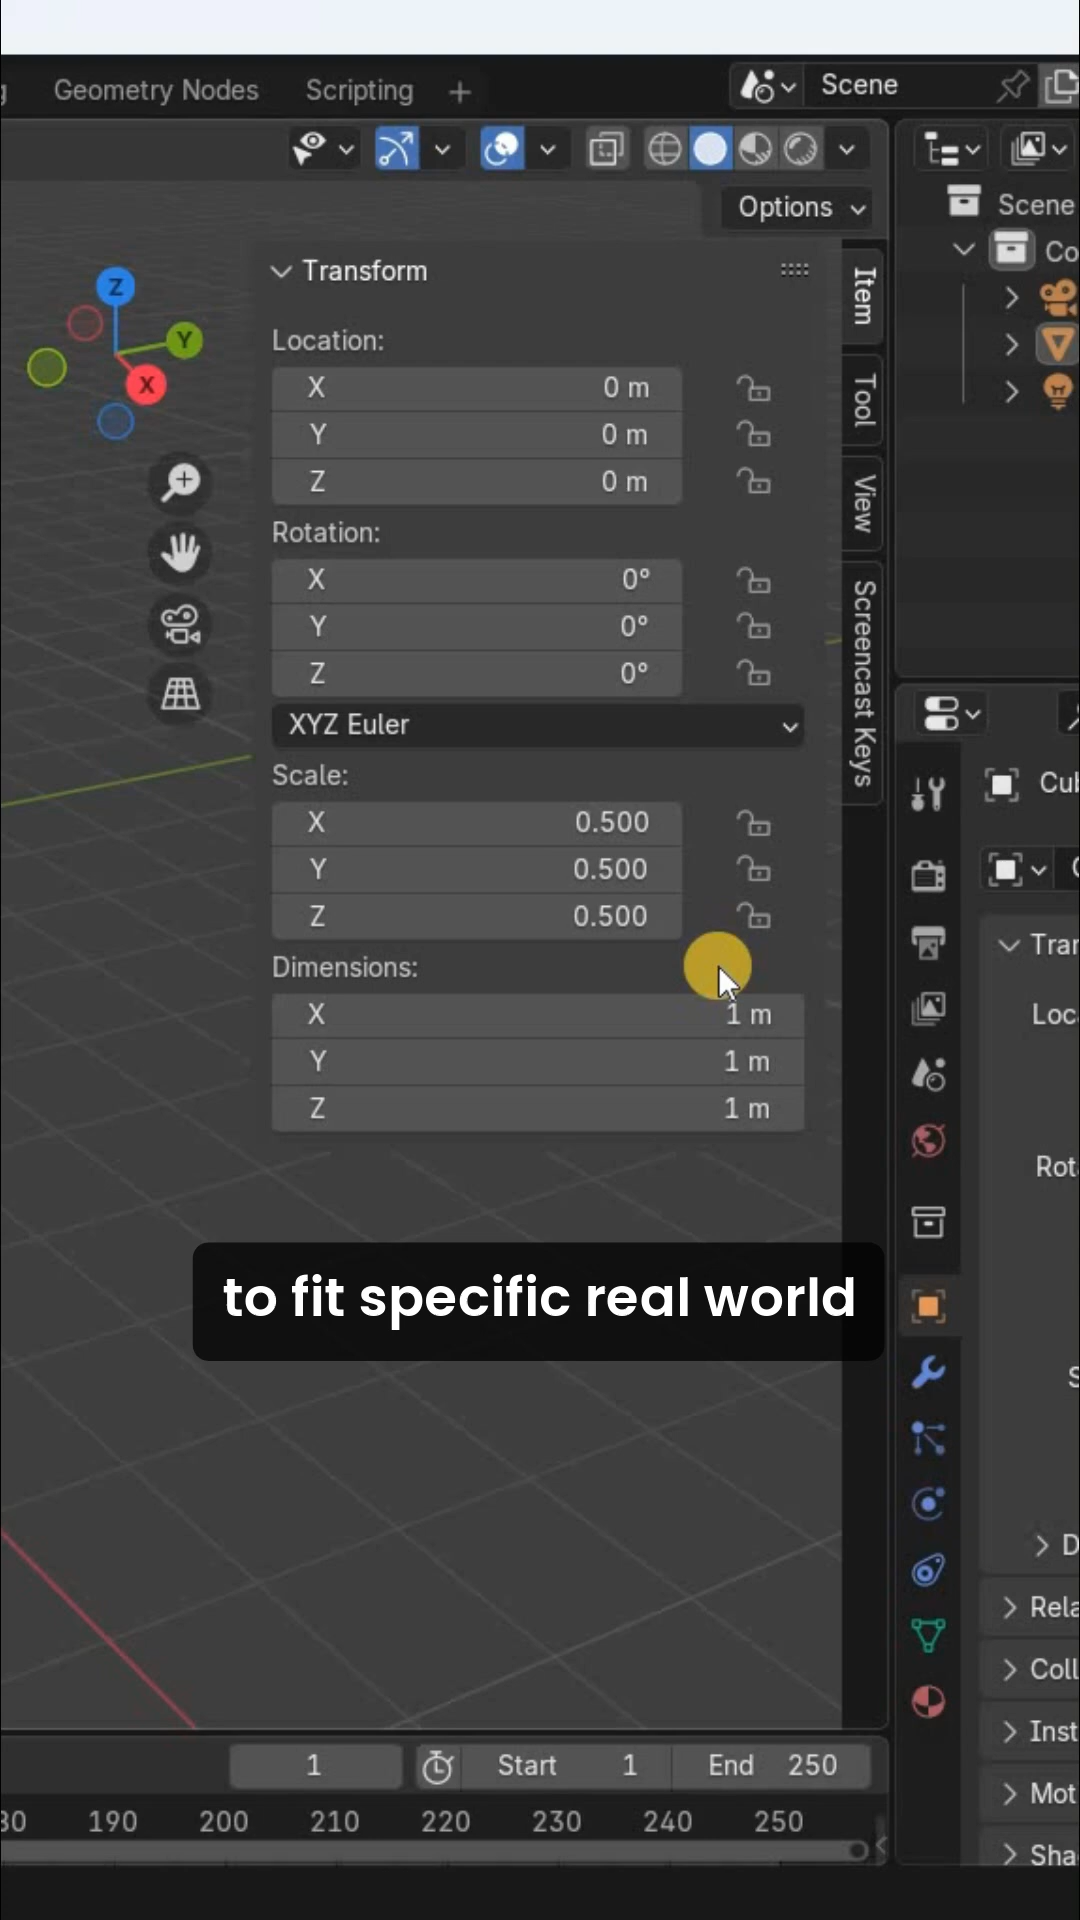 Geometry Nodes Scripting + Scene
Options
Scene
Transform
Item
Z
Y
X
Location:
X 0 m
Y 0 m
Z 0 m
Tool
View
Rotation:
X 0°
Y 0°
Z 0°
Screencast Keys
XYZ Euler
Scale:
X 0.500
Y 0.500
Z 0.500
Dimensions:
X 1 m
Y 1 m
Z 1 m
to fit specific real world
1 Start 1 End 250
190 200 210 220 230 240 250